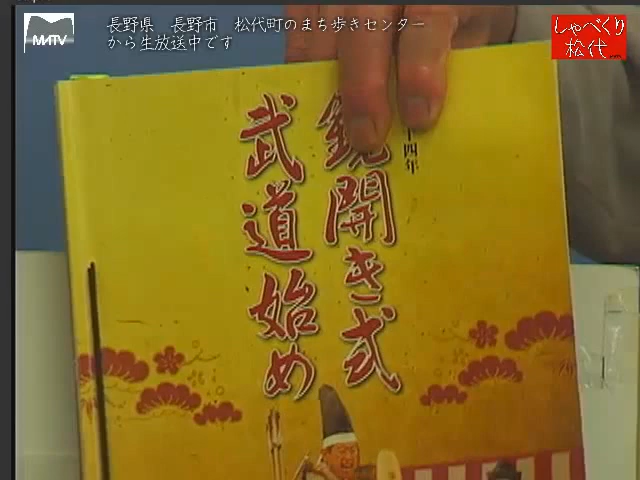 MATV
長野県　長野市　松代町のまち歩きセンター
から生放送中です
しゃべくり
松代
十四年
鏡開き式
武道始め